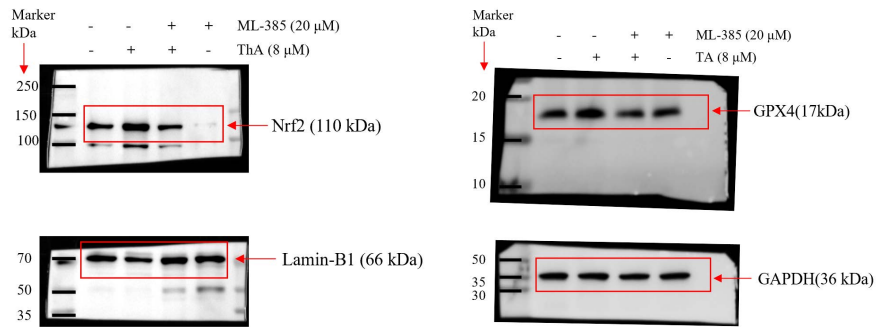 Marker
kDa
- - + + ML-385 (20 μM)
- + + - ThA (8 μM)
250
150
100
Nrf2 (110 kDa)
70
50
35
Lamin-B1 (66 kDa)
Marker
kDa
- - + + ML-385 (20 μM)
- + + - TA (8 μM)
20
15
10
GPX4(17kDa)
50
35
30
GAPDH(36 kDa)